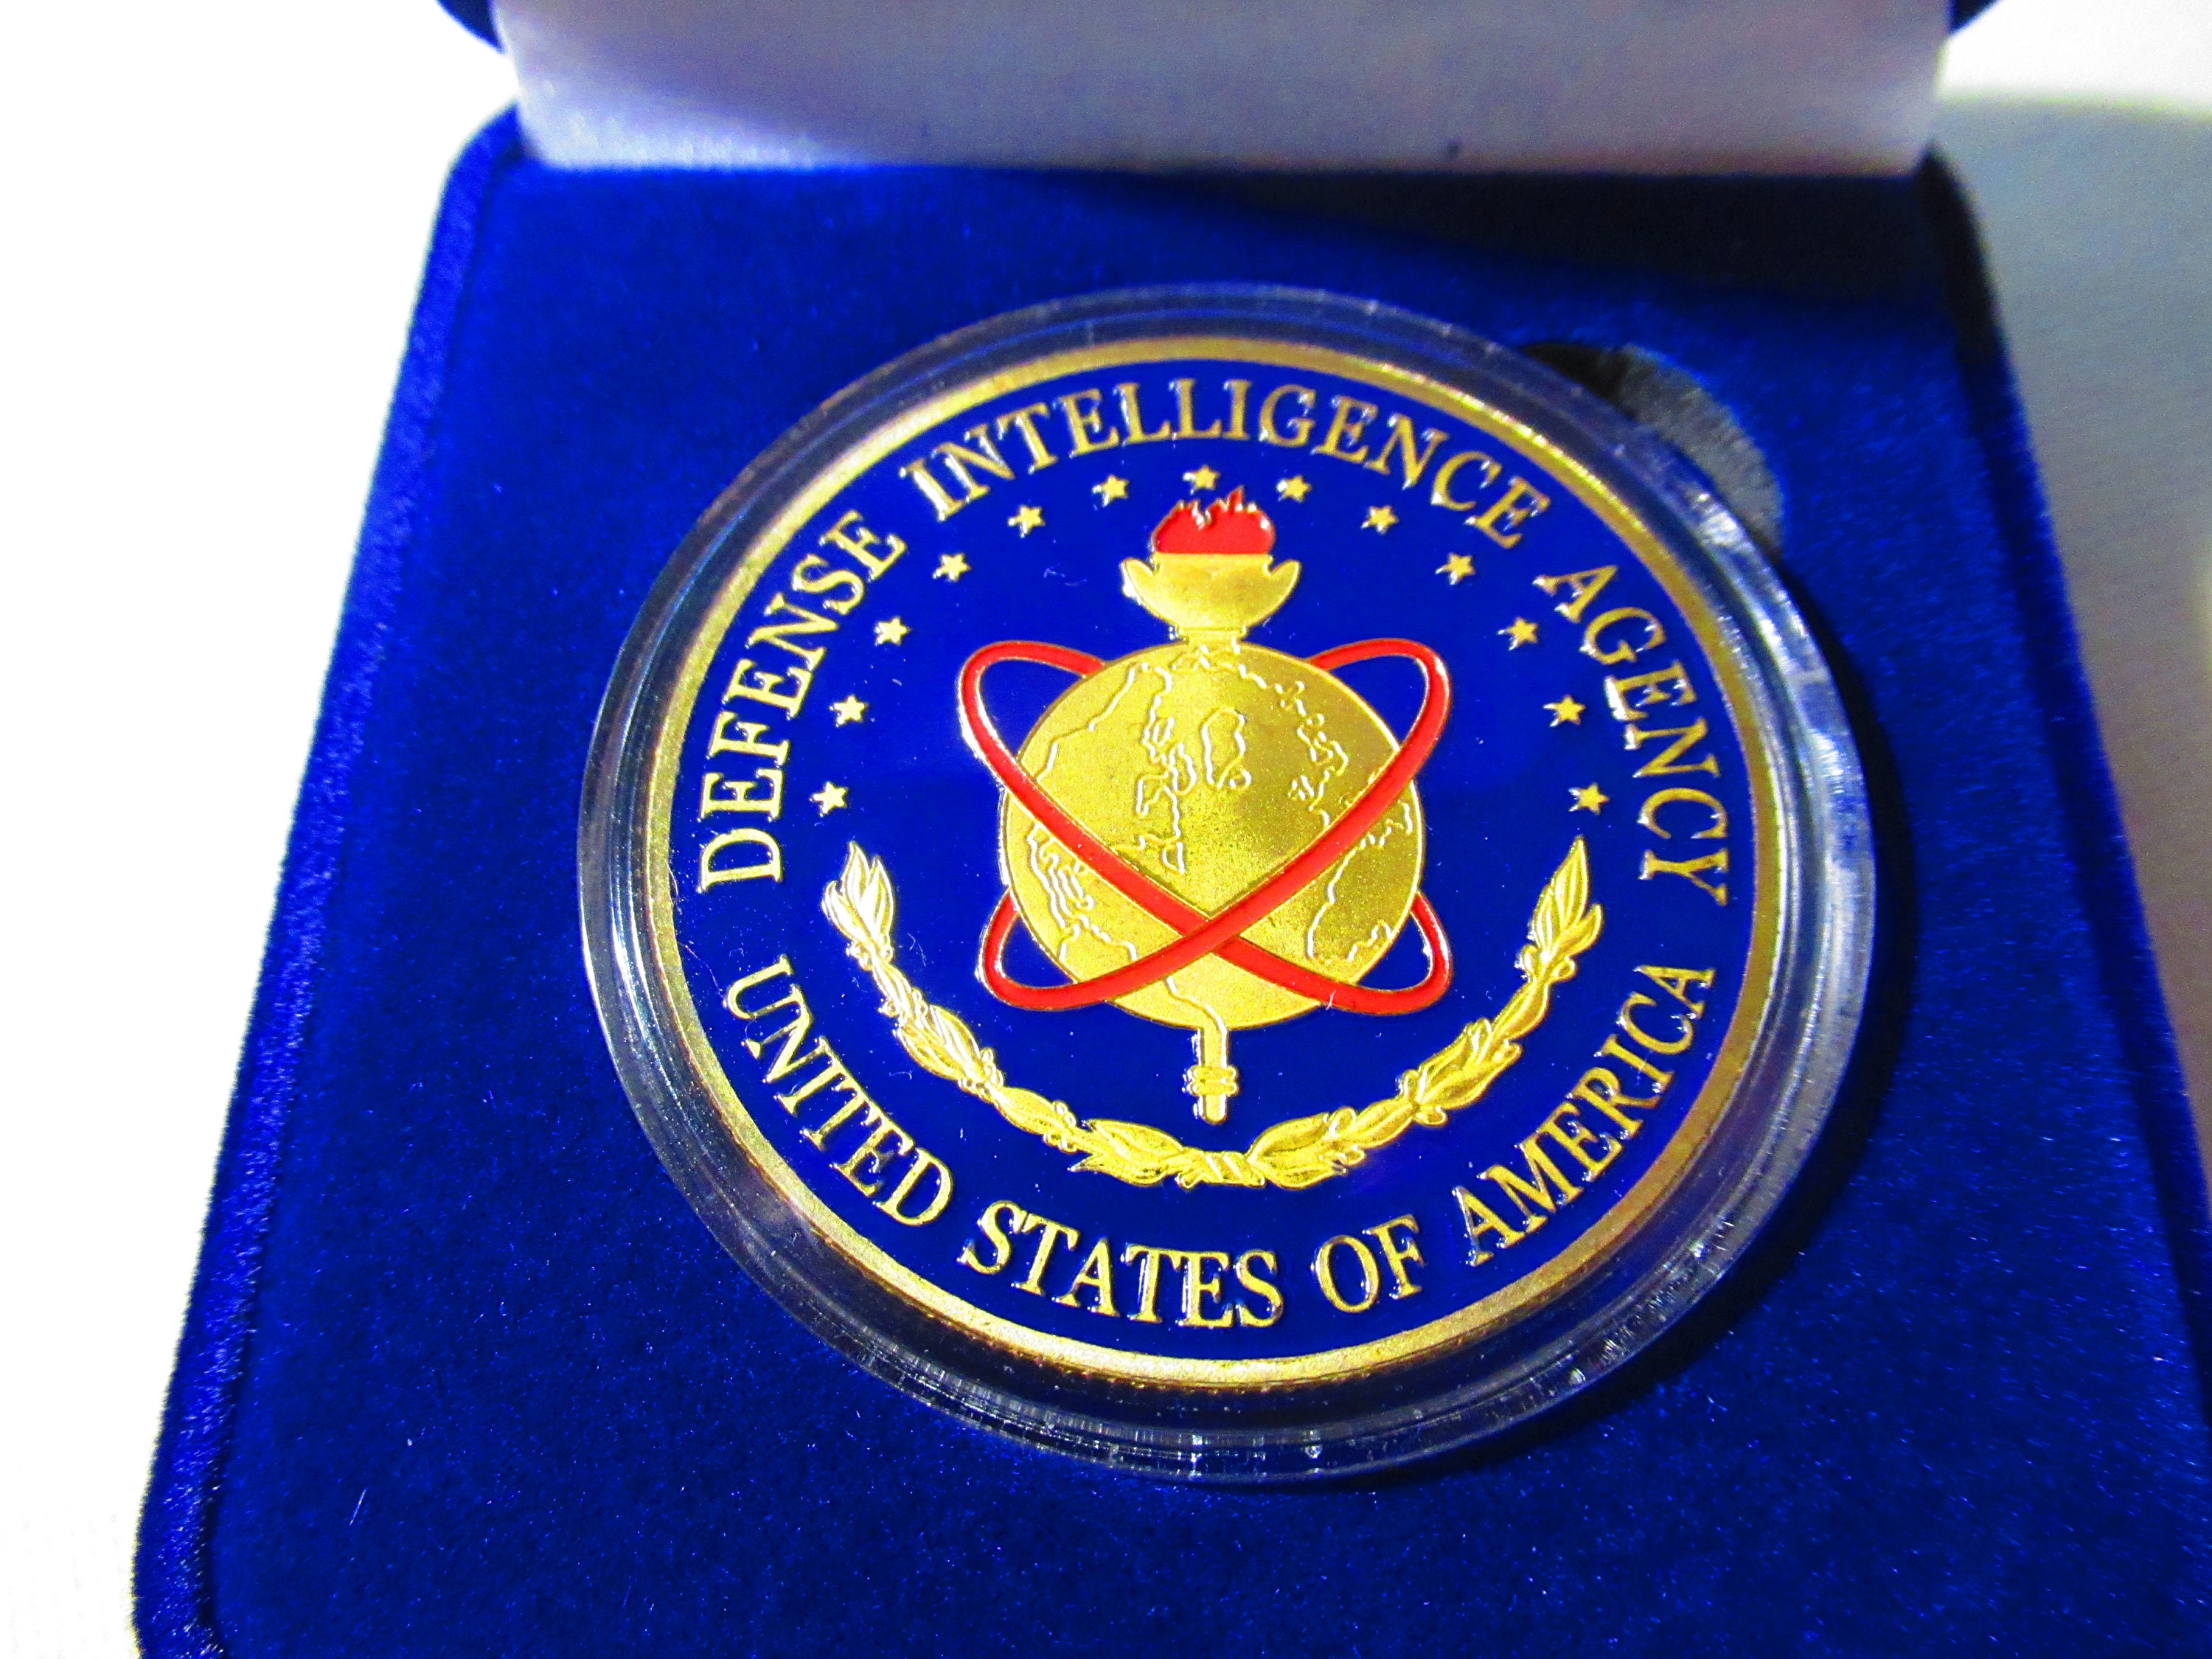 DEFENSE INTELLIGENCE AGENCY
UNITED STATES OF AMERICA